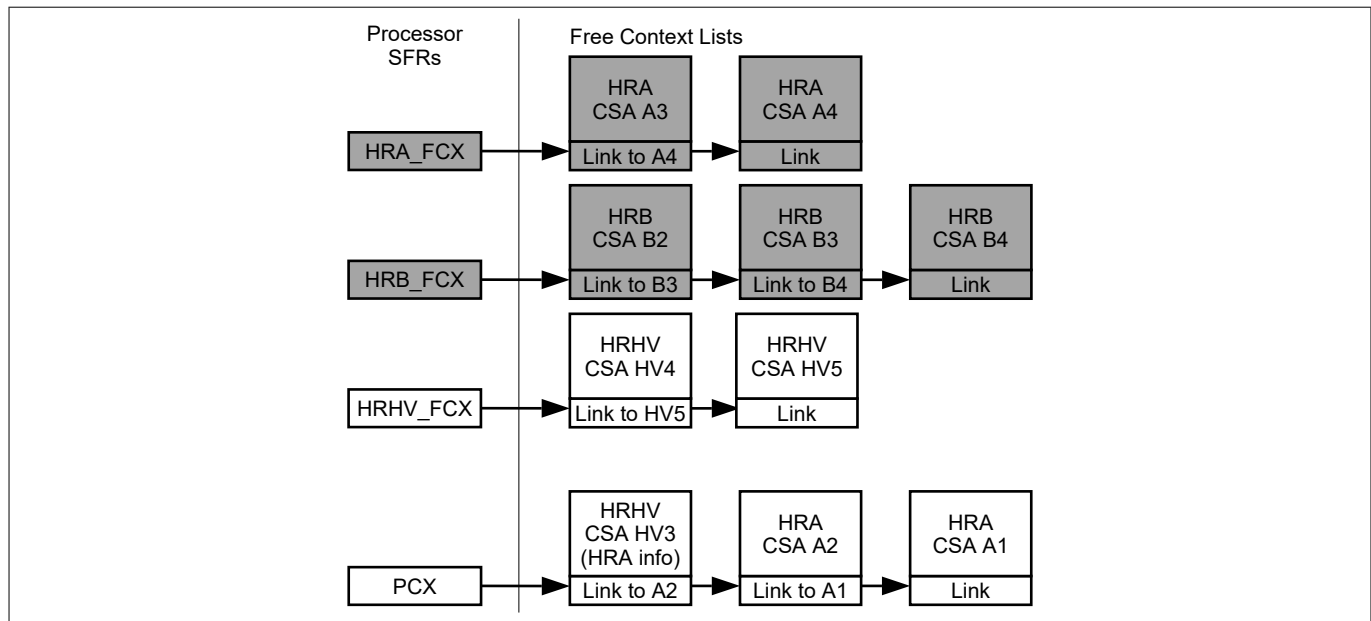 Processor
SFRs
Free Context Lists
HRA
CSA A3
HRA
CSA A4
HRA_FCX
Link to A4
Link
HRB
CSA B2
HRB
CSA B3
HRB
CSA B4
HRB_FCX
Link to B3
Link to B4
Link
HRHV
CSA HV4
HRHV
CSA HV5
HRHV_FCX
Link to HV5
Link
HRHV
CSA HV3
(HRA info)
HRA
CSA A2
HRA
CSA A1
PCX
Link to A2
Link to A1
Link